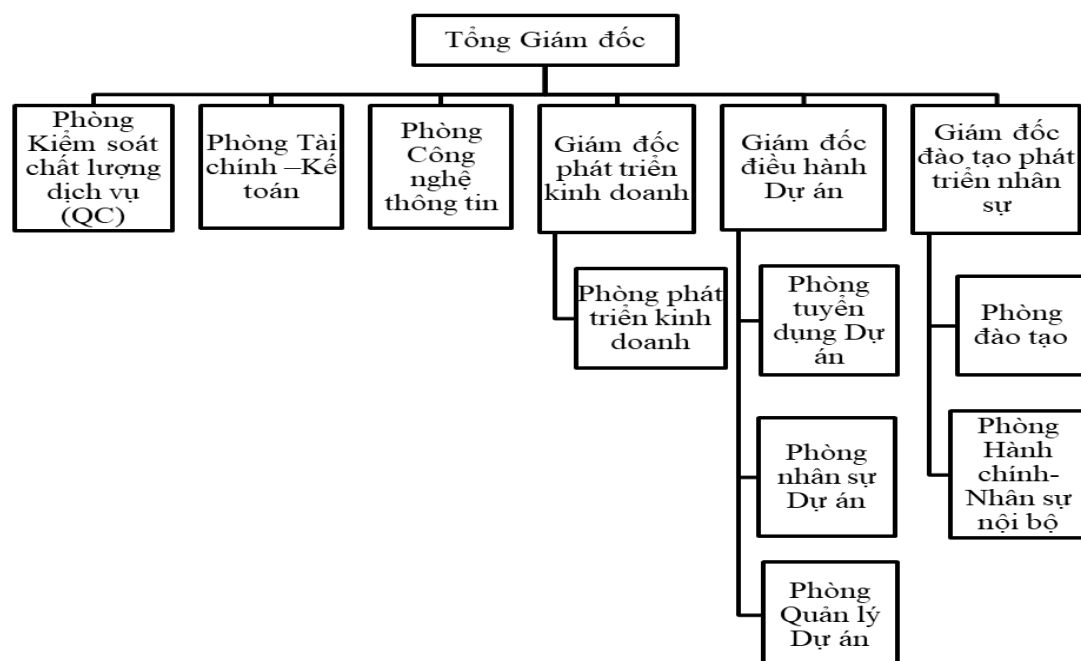 Tổng Giám đốc
Phòng
Kiểm soát
chất lượng
dịch vụ
(QC)
Phòng Tài
chính –Kế
toán
Phòng
Công
nghệ
thông tin
Giám đốc
phát triển
kinh doanh
Giám đốc
điều hành
Dự án
Giám đốc
đào tạo phát
triển nhân
sự
Phòng phát
triển kinh
doanh
Phòng
tuyển
dụng Dự
án
Phòng
nhân sự
Dự án
Phòng
Quản lý
Dự án
Phòng
đào tạo
Phòng
Hành
chính-
Nhân sự
nội bộ